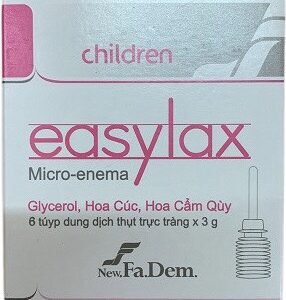 children
easylax
Micro-enema
Glycerol, Hoa Cúc, Hoa Cẩm Qùy
6 túyp dung dịch thụt trực tràng x 3 g
New.Fa.Dem.